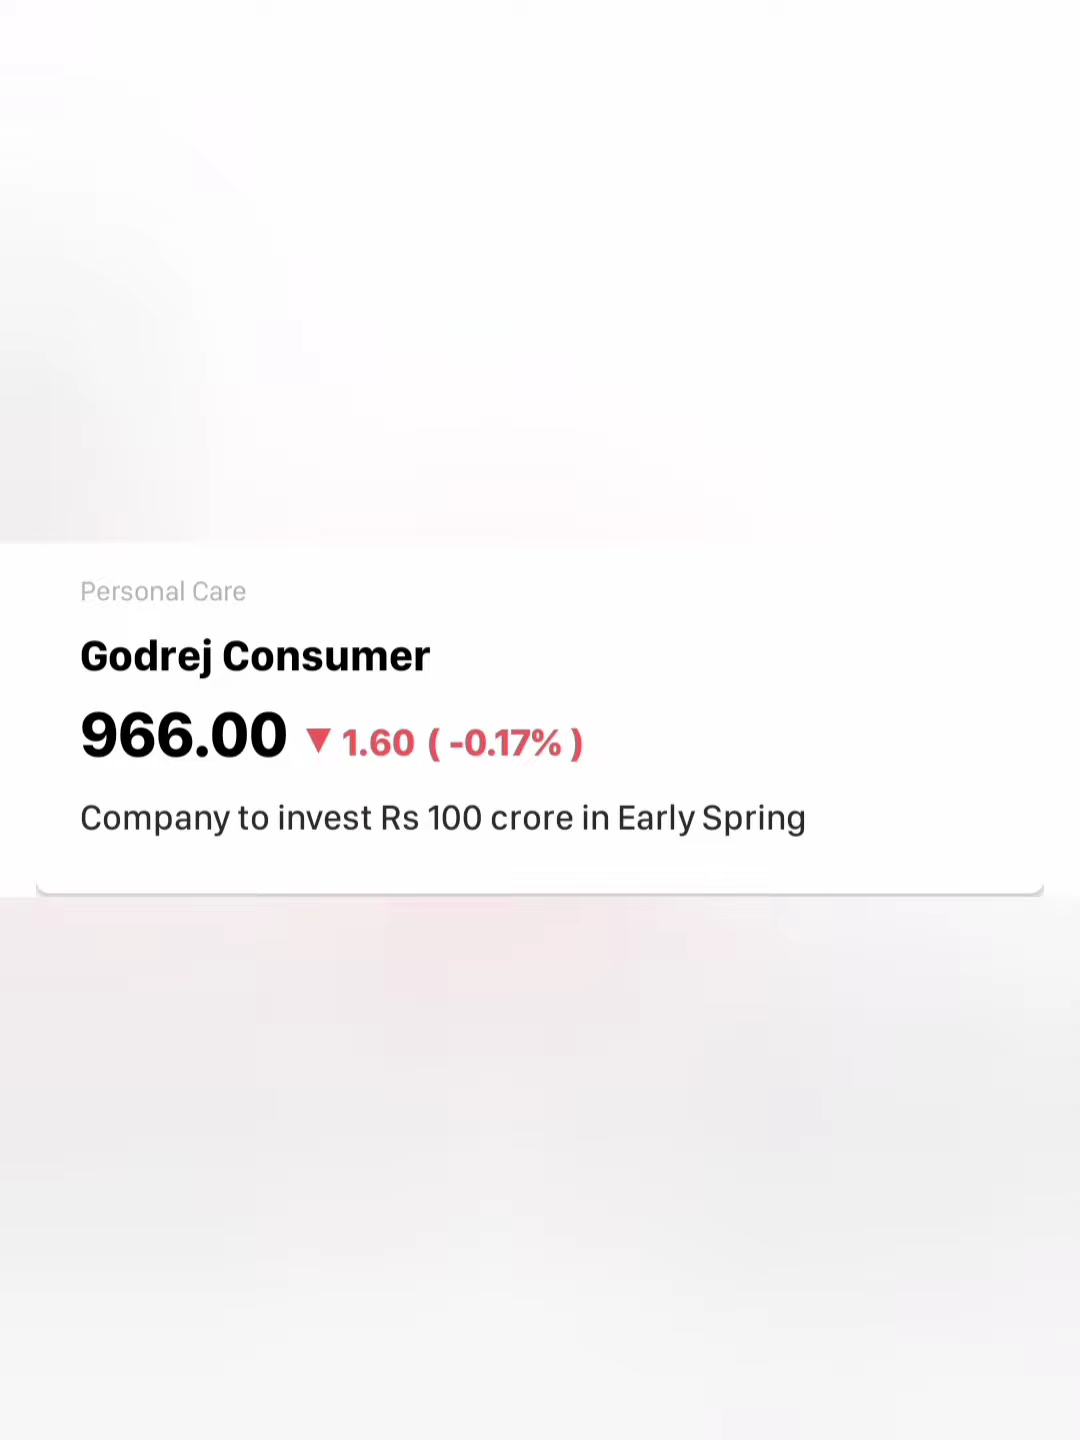 Personal Care
Godrej Consumer
966.00 ▼ 1.60 ( -0.17% )
Company to invest Rs 100 crore in Early Spring